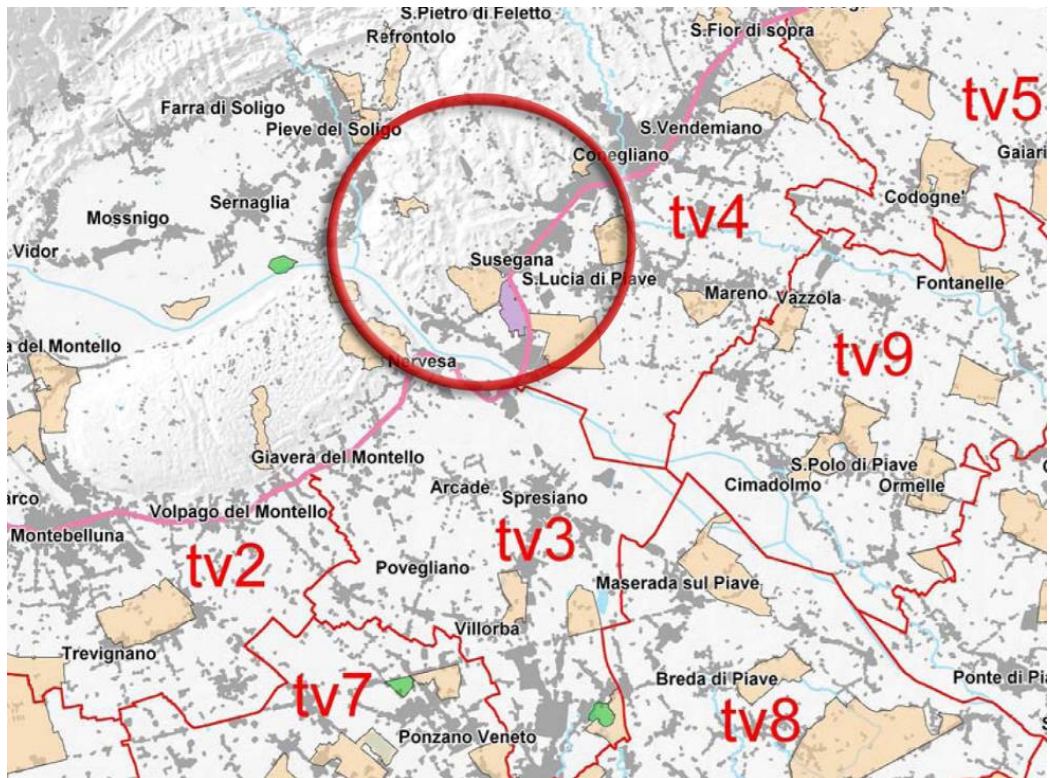 S.Pietro di Feletto
Refrontolo
S.Fior di sopra
Farra di Soligo
Pieve del Soligo
tv5
S.Vendemiano
Conegliano
Gaiari
Mossnigo
Sernaglia
tv4
Codogne'
Vidor
Susegana
S.Lucia di Piave
Fontanelle
Mareno
Vazzola
a del Montello
Nervesa
tv9
Giavera del Montello
S.Polo di Piave
Arcade
Spresiano
Cimadolmo
Ormelle
arco
Volpago del Montello
Montebelluna
tv3
tv2
Povegliano
Maserada sul Piave
Villorba
Trevignano
Breda di Piave
Ponte di Pia
tv7
tv8
Ponzano Veneto